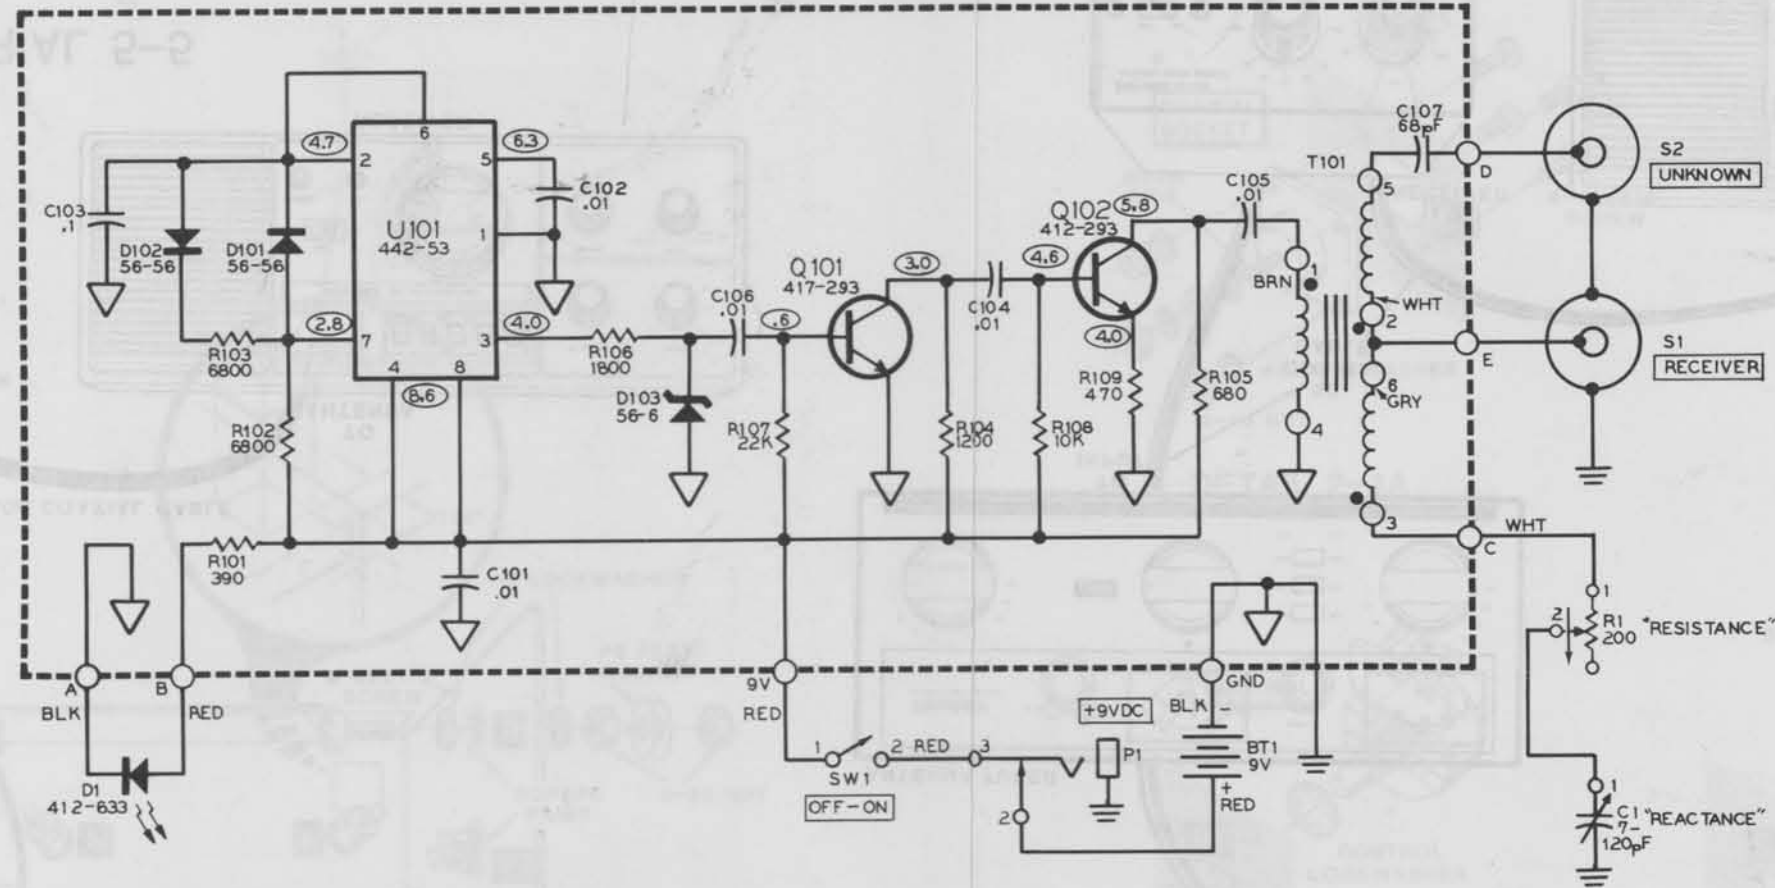 C103
.1
D102
56-56
D101
56-56
4.7
2
6
U101
442-53
5
6.3
C102
.01
1
2.8
7
3
4.0
4
8
8.6
R103
6800
R102
6800
R101
390
C101
.01
R106
1800
D103
56-6
C106
.01
.6
R107
22K
Q101
417-293
3.0
C104
.01
R104
1200
4.6
R108
10K
Q102
412-293
5.8
4.0
R109
470
R105
680
C105
.01
BRN
1
4
T101
5
WHT
2
6
GRY
3
C107
68pF
D
E
C
WHT
S2
UNKNOWN
S1
RECEIVER
1
2
R1
200
"RESISTANCE"
1
C1
7-
120pF
"REACTANCE"
A
BLK
B
RED
D1
412-633
9V
RED
1
SW1
OFF-ON
2 RED
3
2
+9VDC
P1
GND
BLK
-
BT1
9V
+
RED